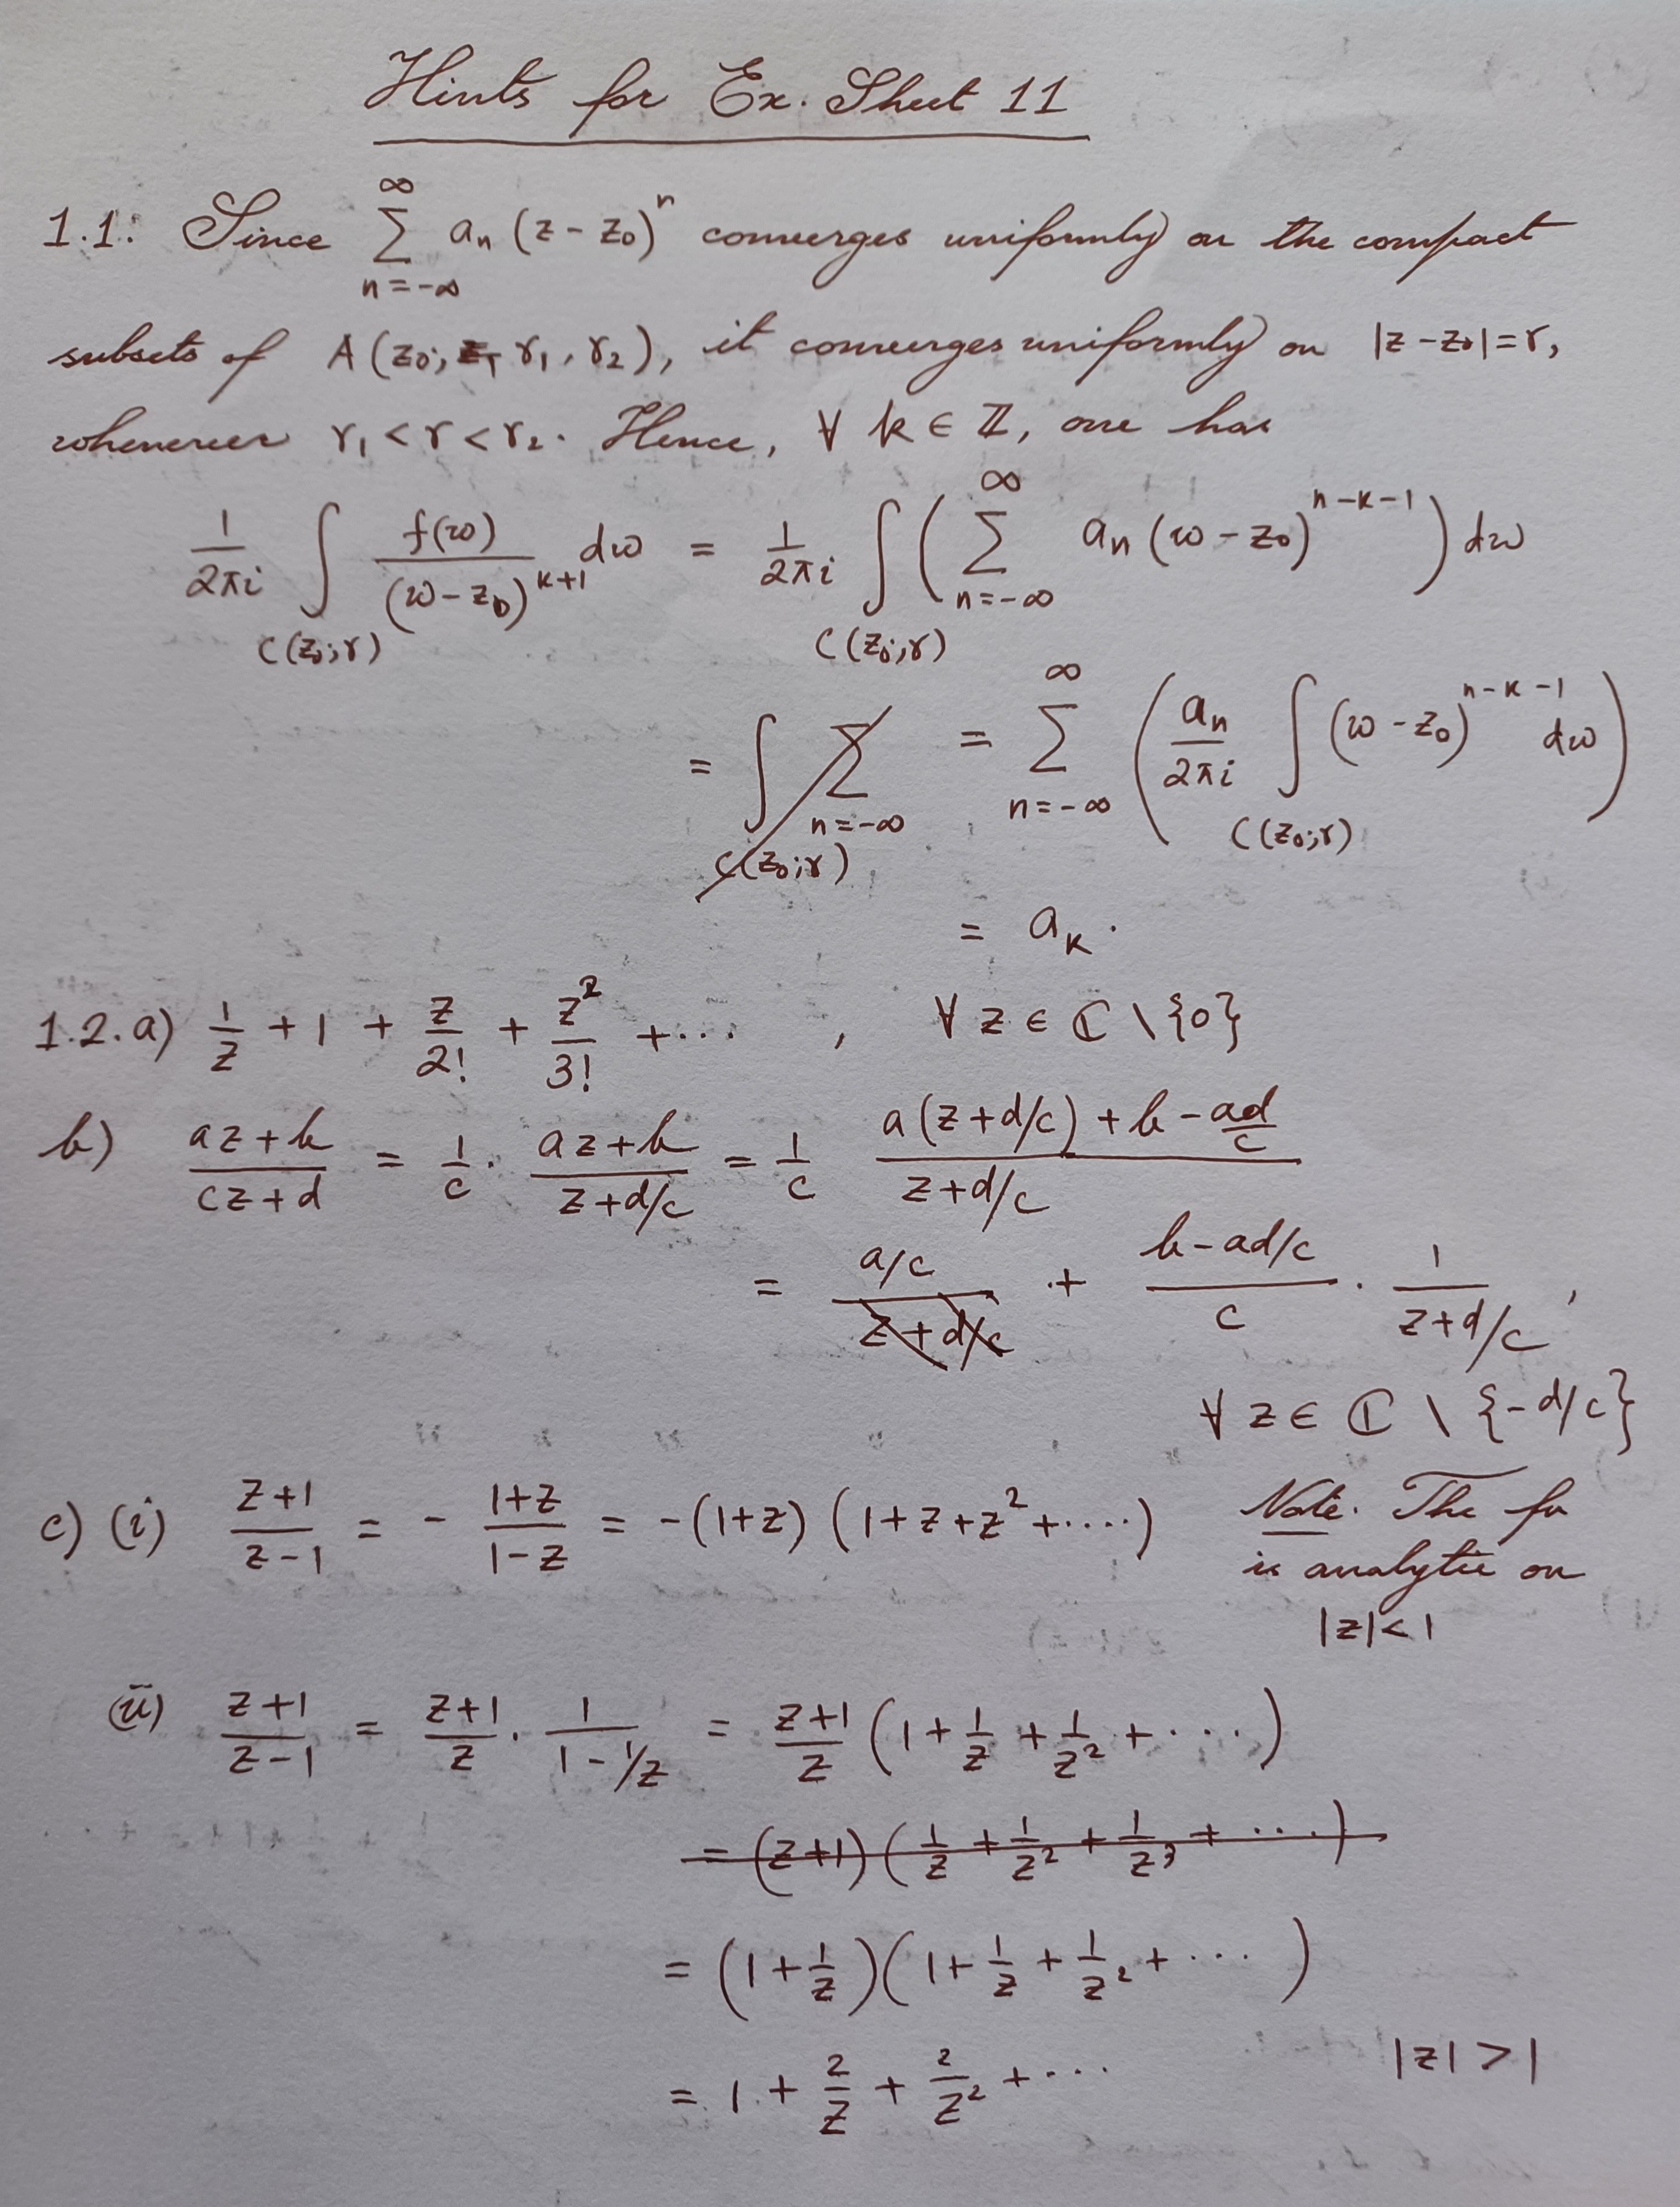 Hints for Ex. Sheet 11
1.1: Since $\sum_{n=-\infty}^{\infty} a_n (z-z_0)^n$ converges uniformly on the compact
subsets of $A(z_0; r_1, r_2)$, it converges uniformly on $|z-z_0|=r$,
whenever $r_1 < r < r_2$. Hence, $\forall\ k \in \mathbb{Z}$, one has
$\frac{1}{2\pi i} \int_{C(z_0;r)} \frac{f(w)}{(w-z_0)^{k+1}} dw = \frac{1}{2\pi i} \int_{C(z_0;r)} \left( \sum_{n=-\infty}^{\infty} a_n (w-z_0)^{n-k-1} \right) dw$
$= \int_{C(z_0;r)} \sum_{n=-\infty} = \sum_{n=-\infty}^{\infty} \left( \frac{a_n}{2\pi i} \int_{C(z_0;r)} (w-z_0)^{n-k-1} dw \right)$
$= a_k.$
1.2. a) $\frac{1}{z} + 1 + \frac{z}{2!} + \frac{z^2}{3!} + \cdots$ , $\forall z \in \mathbb{C} \setminus \{0\}$
b) $\frac{az+b}{cz+d} = \frac{1}{c} \cdot \frac{az+b}{z+d/c} = \frac{1}{c} \frac{a(z+d/c) + b - \frac{ad}{c}}{z+d/c}$
$= \frac{a/c}{z+d/c} + \frac{b-ad/c}{c} \cdot \frac{1}{z+d/c}$,
$\forall z \in \mathbb{C} \setminus \{-d/c\}$
c) (i) $\frac{z+1}{z-1} = -\frac{1+z}{1-z} = -(1+z)(1+z+z^2+\cdots)$ Note. The fn
is analytic on
$|z|<1$
(ii) $\frac{z+1}{z-1} = \frac{z+1}{z} \cdot \frac{1}{1-1/z} = \frac{z+1}{z} \left(1+\frac{1}{z}+\frac{1}{z^2}+\cdots\right)$
$= (z+1)\left(\frac{1}{z}+\frac{1}{z^2}+\frac{1}{z^3}+\cdots\right)$
$= \left(1+\frac{1}{z}\right)\left(1+\frac{1}{z}+\frac{1}{z^2}+\cdots\right)$
$= 1+\frac{2}{z}+\frac{2}{z^2}+\cdots$ $|z|>1$